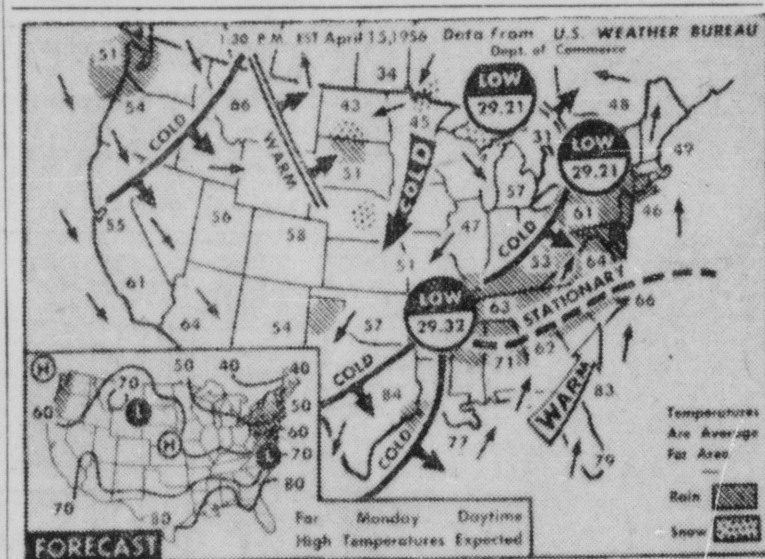 1:30 P.M. EST April 15,1956 Data from U.S. WEATHER BUREAU
Dept. of Commerce
51
34
LOW
29.21
54
66
43
45
31
48
COLD
WARM
COLD
LOW
29.21
49
51
57
55
56
47
61
46
58
COLD
53
64
61
51
LOW
29.32
63
STATIONARY
66
64
54
57
71
62
COLD
84
WARM
83
COLD
77
79
Temperatures
Are Average
For Area
Rain
Snow
H
50
40
40
70
L
50
60
H
60
L
70
80
70
80
For Monday Daytime
High Temperatures Expected
FORECAST